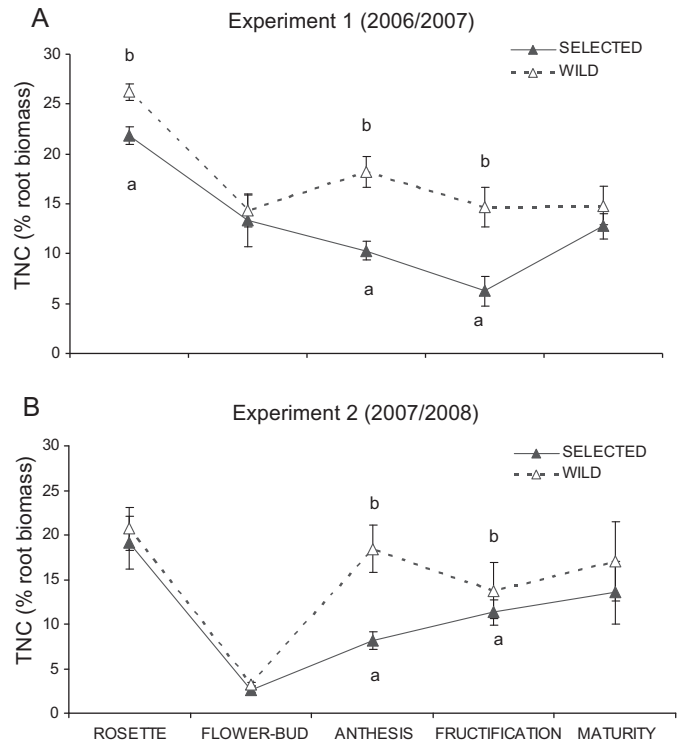 A
Experiment 1 (2006/2007)
TNC (% root biomass)
30
25
20
15
10
5
0
SELECTED
WILD
b
b
b
a
a
a
B
Experiment 2 (2007/2008)
TNC (% root biomass)
30
25
20
15
10
5
0
SELECTED
WILD
b
b
a
a
ROSETTE FLOWER-BUD ANTHESIS FRUCTIFICATION MATURITY